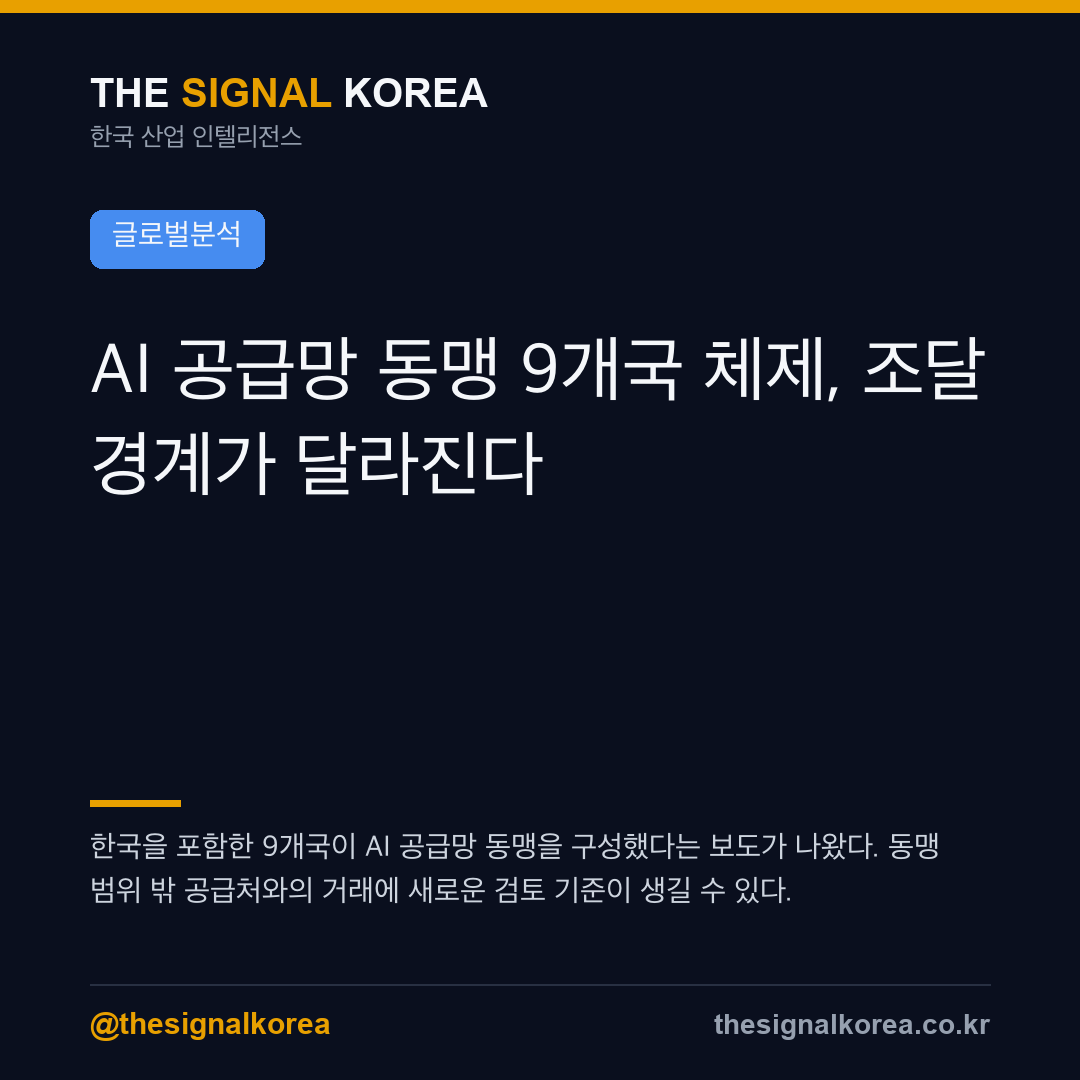 THE SIGNAL KOREA
한국 산업 인텔리전스
글로벌분석
AI 공급망 동맹 9개국 체제, 조달
경계가 달라진다
한국을 포함한 9개국이 AI 공급망 동맹을 구성했다는 보도가 나왔다. 동맹
범위 밖 공급처와의 거래에 새로운 검토 기준이 생길 수 있다.
@thesignalkorea
thesignalkorea.co.kr